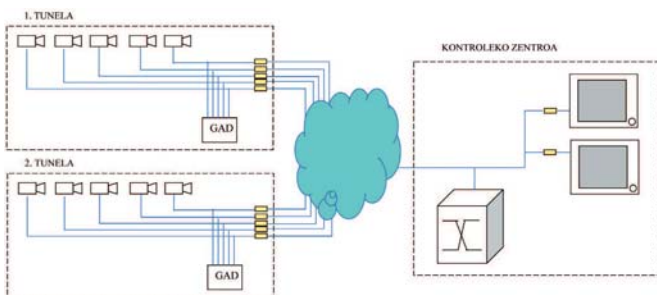 1. TUNELA
GAD
2. TUNELA
GAD
KONTROLEKO ZENTROA